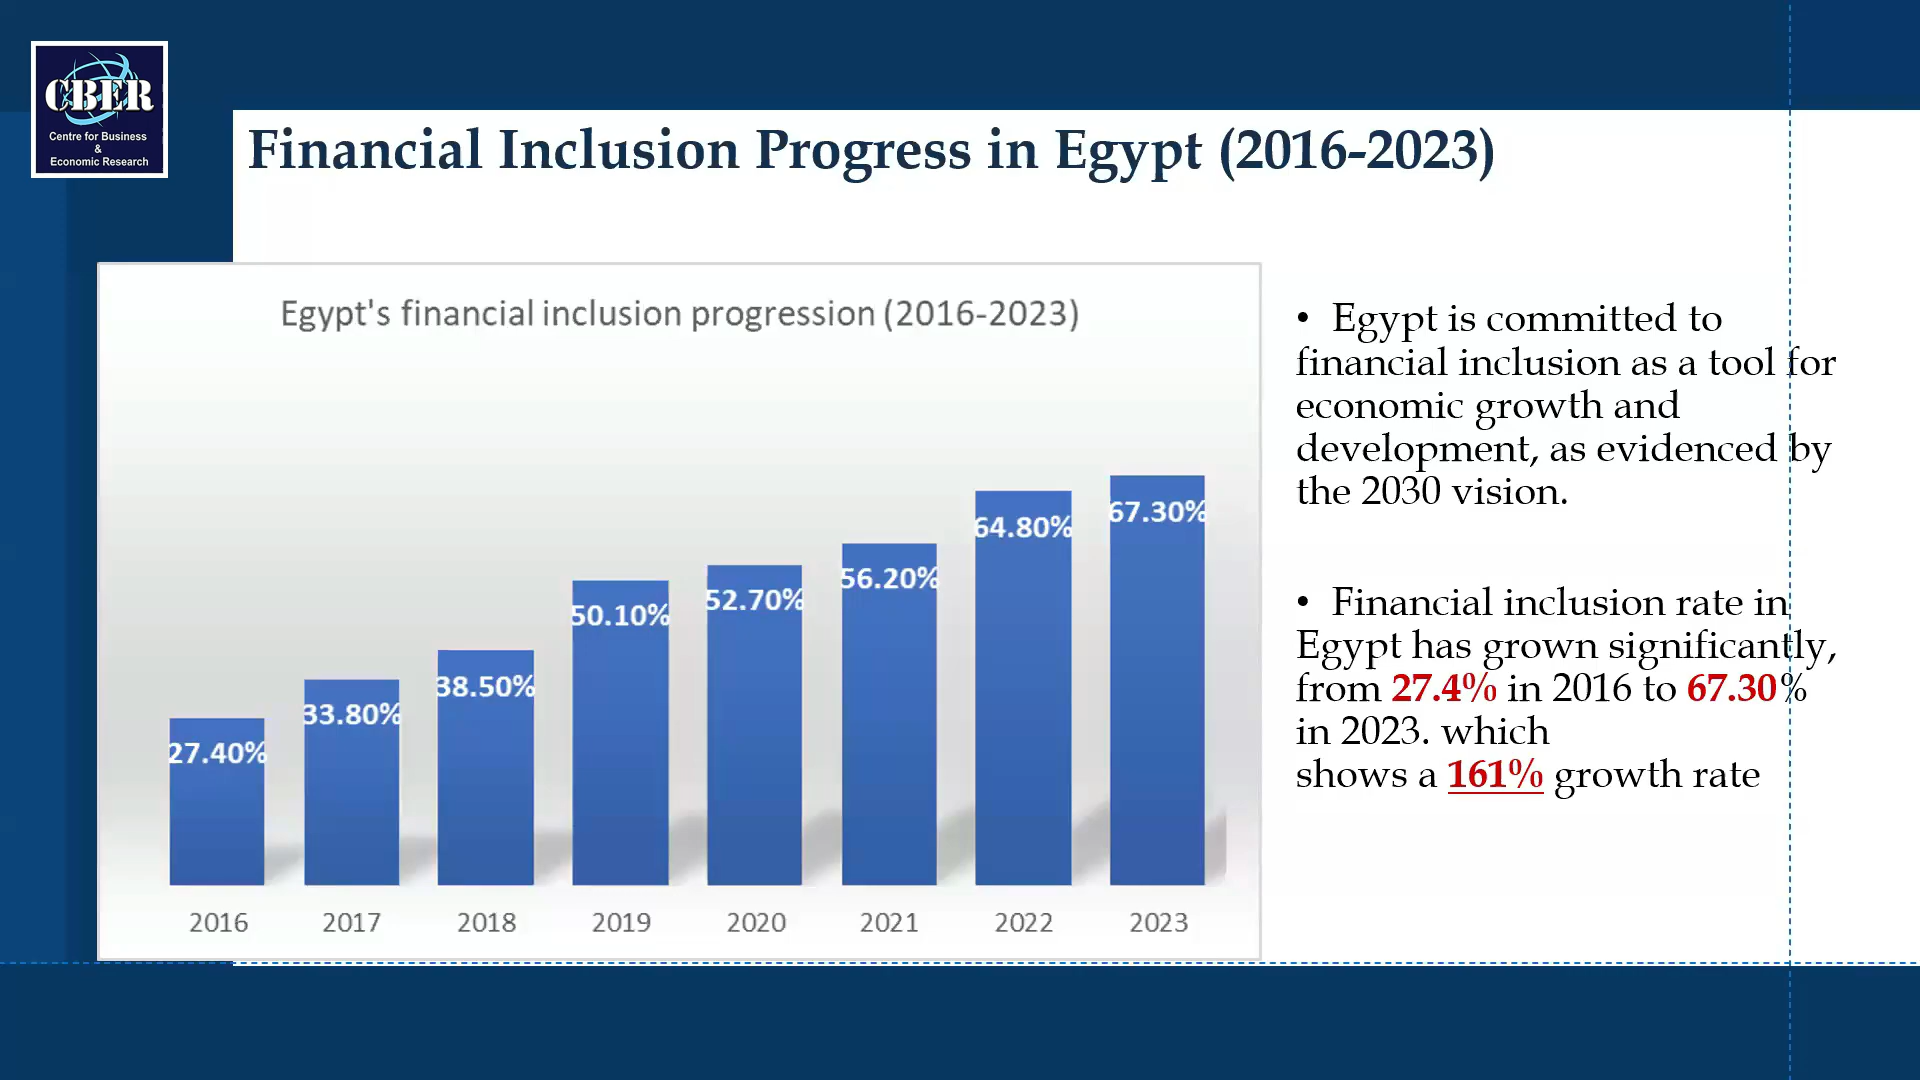 CBER
Centre for Business
&
Economic Research
Financial Inclusion Progress in Egypt (2016-2023)
Egypt's financial inclusion progression (2016-2023)
27.40%
33.80%
38.50%
50.10%
52.70%
56.20%
64.80%
67.30%
2016
2017
2018
2019
2020
2021
2022
2023
• Egypt is committed to
financial inclusion as a tool for
economic growth and
development, as evidenced by
the 2030 vision.
• Financial inclusion rate in
Egypt has grown significantly,
from 27.4% in 2016 to 67.30%
in 2023. which
shows a 161% growth rate